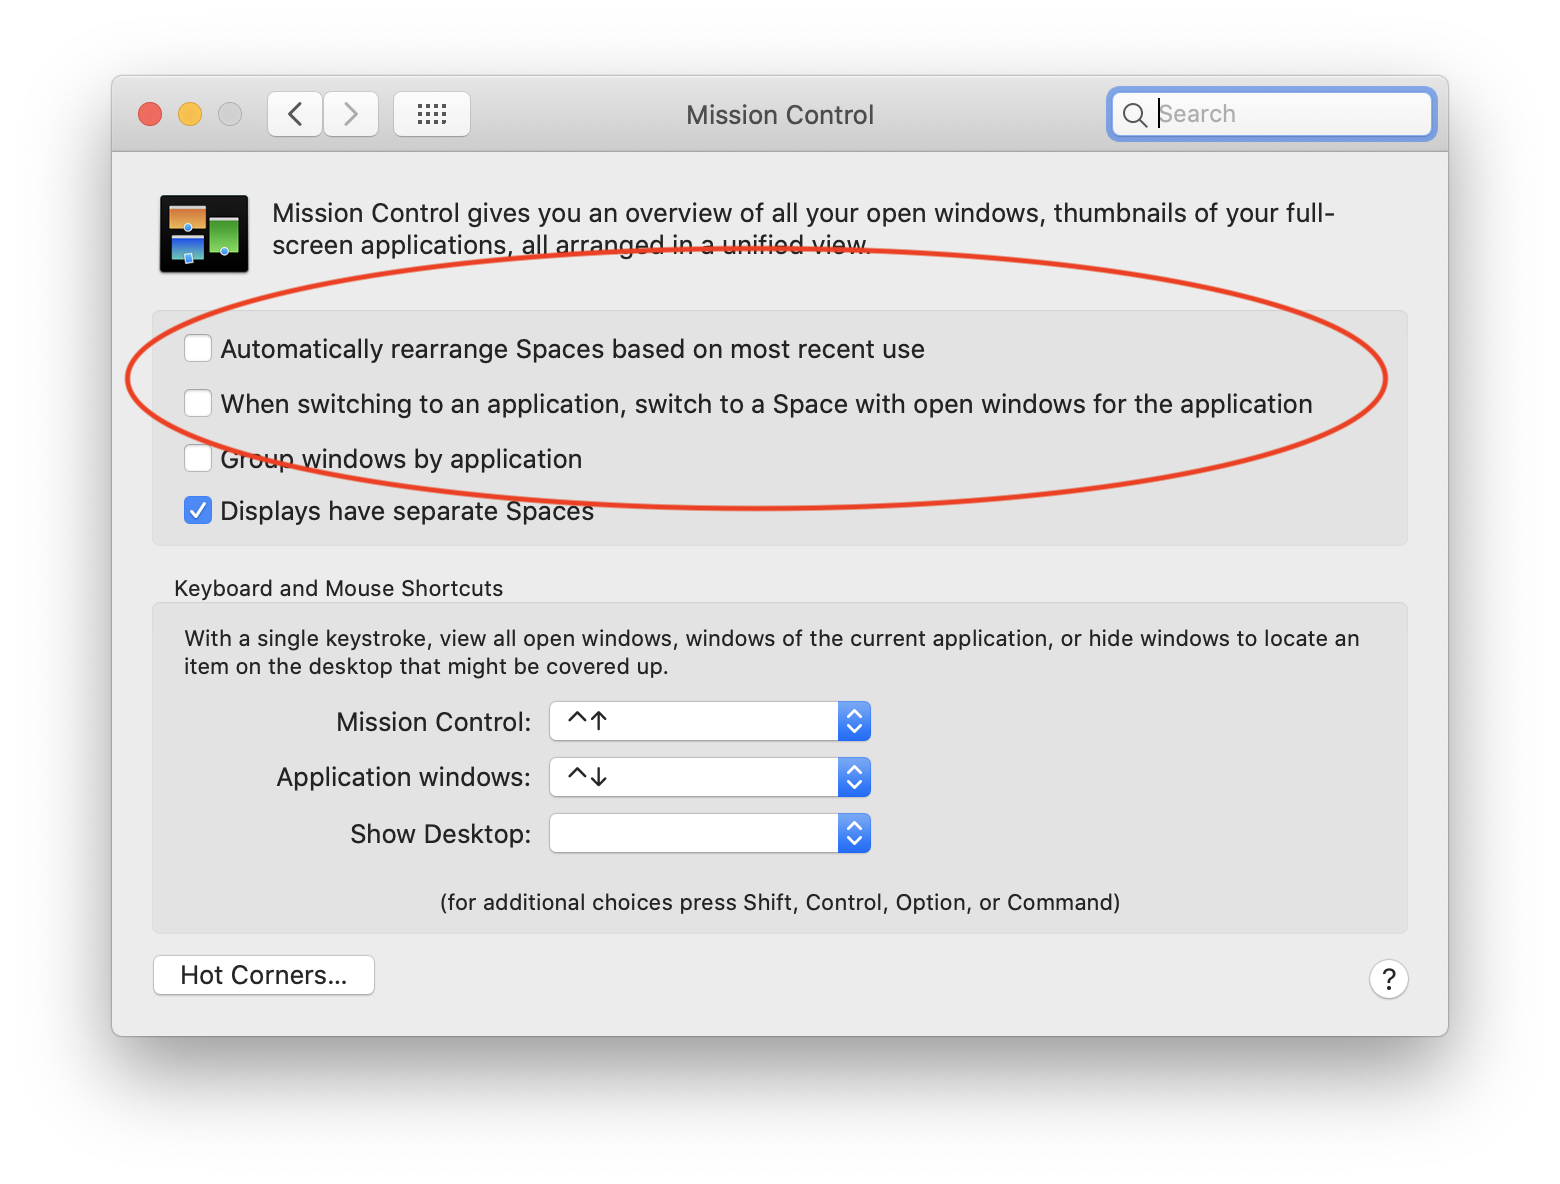 Mission Control
Search
Mission Control gives you an overview of all your open windows, thumbnails of your full-
screen applications, all arranged in a unified view.
Automatically rearrange Spaces based on most recent use
When switching to an application, switch to a Space with open windows for the application
Group windows by application
Displays have separate Spaces
Keyboard and Mouse Shortcuts
With a single keystroke, view all open windows, windows of the current application, or hide windows to locate an
item on the desktop that might be covered up.
Mission Control: ^↑
Application windows: ^↓
Show Desktop:
(for additional choices press Shift, Control, Option, or Command)
Hot Corners...
?